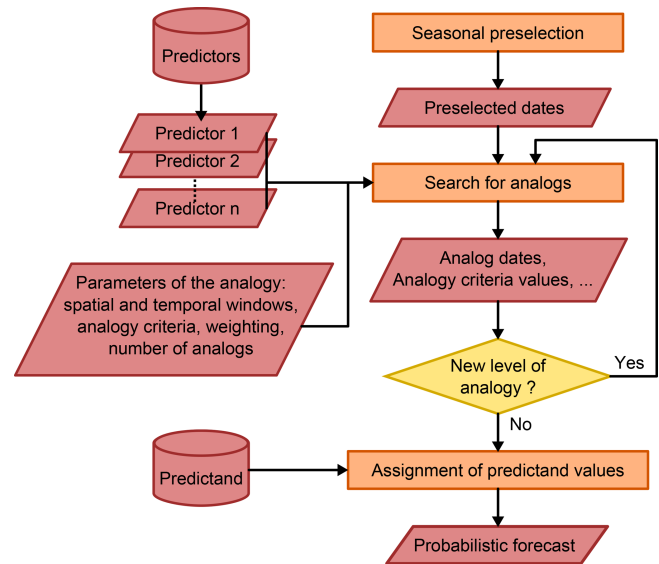 Predictors
Predictor 1
Predictor 2
Predictor n
Parameters of the analogy:
spatial and temporal windows,
analogy criteria, weighting,
number of analogs
Predictand
Seasonal preselection
Preselected dates
Search for analogs
Analog dates,
Analogy criteria values, ...
New level of
analogy ?
Yes
No
Assignment of predictand values
Probabilistic forecast